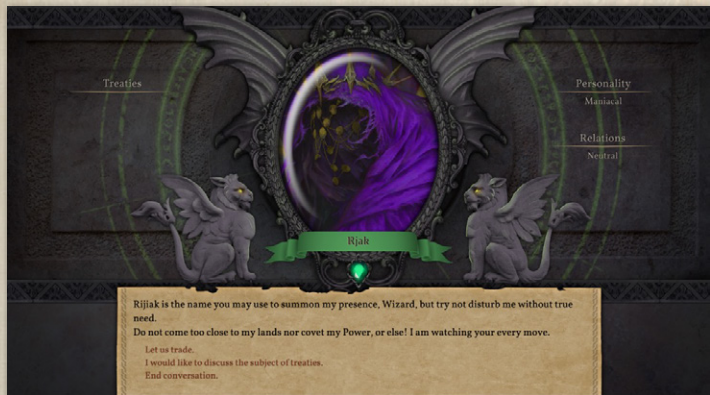 Treaties
Personality
Maniacal
Relations
Neutral
Rjak
Rijiak is the name you may use to summon my presence, Wizard, but try not disturb me without true
need.
Do not come too close to my lands nor covet my Power, or else! I am watching your every move.
Let us trade.
I would like to discuss the subject of treaties.
End conversation.